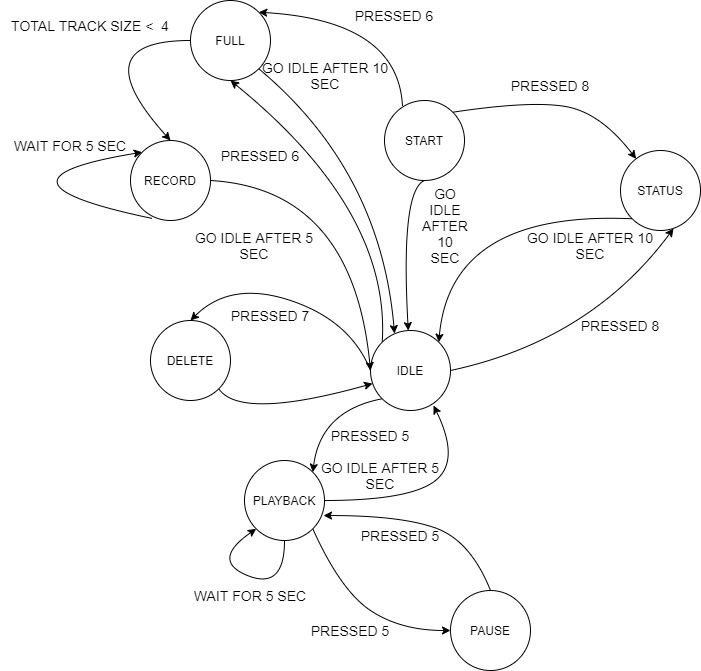 PRESSED 6
TOTAL TRACK SIZE < 4
FULL
GO IDLE AFTER 10
SEC
PRESSED 8
START
WAIT FOR 5 SEC
PRESSED 6
RECORD
STATUS
GO
IDLE
AFTER
10
SEC
GO IDLE AFTER 5
SEC
GO IDLE AFTER 10
SEC
PRESSED 7
PRESSED 8
DELETE
IDLE
PRESSED 5
GO IDLE AFTER 5
SEC
PLAYBACK
PRESSED 5
WAIT FOR 5 SEC
PRESSED 5
PAUSE